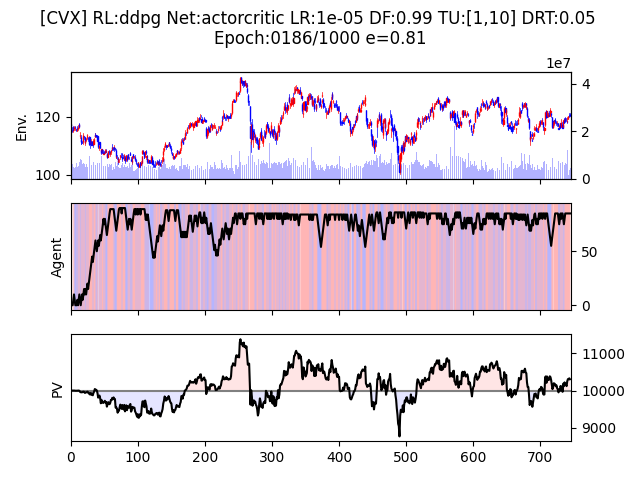 [CVX] RL:ddpg Net:actorcritic LR:1e-05 DF:0.99 TU:[1,10] DRT:0.05
Epoch:0186/1000 e=0.81
1e7
Env.
120
100
4
2
0
Agent
50
0
PV
11000
10000
9000
0 100 200 300 400 500 600 700